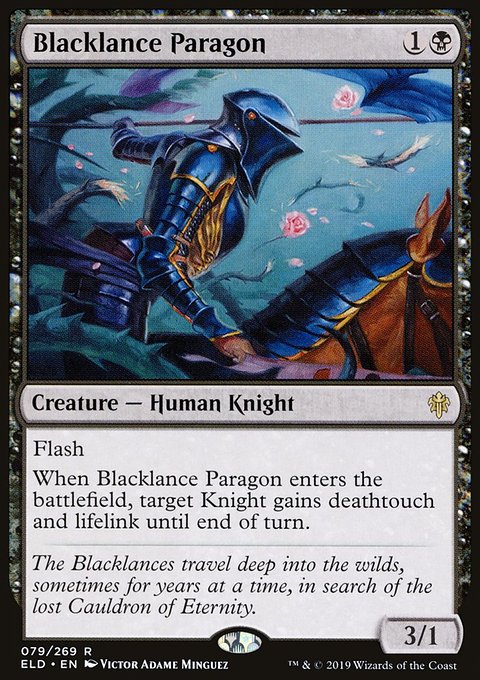 Blacklance Paragon 1
Creature — Human Knight
Flash
When Blacklance Paragon enters the
battlefield, target Knight gains deathtouch
and lifelink until end of turn.
The Blacklances travel deep into the wilds,
sometimes for years at a time, in search of the
lost Cauldron of Eternity.
3/1
079/269 R
ELD • EN Victor Adame Minguez
™ & © 2019 Wizards of the Coast